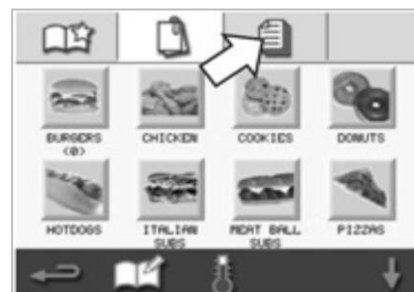 BURGERS
(0)
CHICKEN
COOKIES
DONUTS
HOTDOGS
ITALIAN
SUBS
MEAT BALL
SUBS
PIZZAS